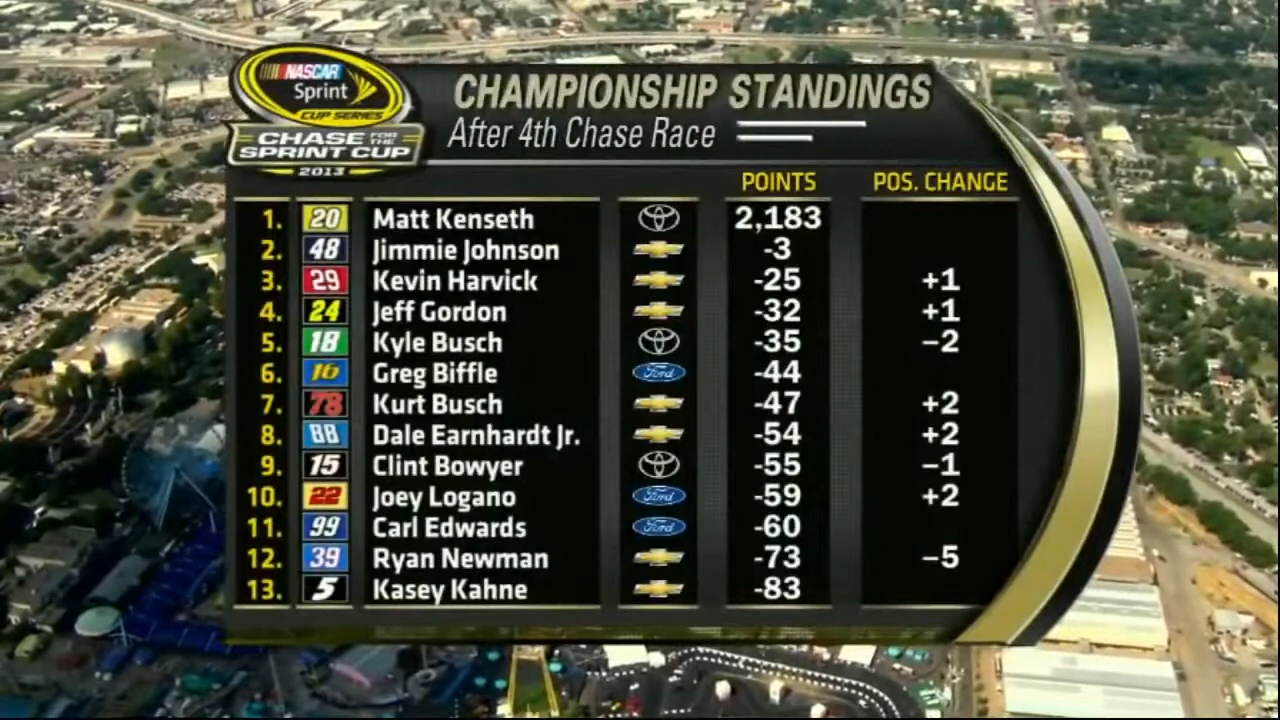 NASCAR
Sprint
CUP SERIES
CHASE FOR THE
SPRINT CUP
2013
CHAMPIONSHIP STANDINGS
After 4th Chase Race
POINTS POS. CHANGE
1. 20 Matt Kenseth 2,183
2. 48 Jimmie Johnson -3
3. 29 Kevin Harvick -25 +1
4. 24 Jeff Gordon -32 +1
5. 18 Kyle Busch -35 –2
6. 16 Greg Biffle Ford -44
7. 78 Kurt Busch -47 +2
8. 88 Dale Earnhardt Jr. -54 +2
9. 15 Clint Bowyer -55 –1
10. 22 Joey Logano Ford -59 +2
11. 99 Carl Edwards Ford -60
12. 39 Ryan Newman -73 –5
13. 5 Kasey Kahne -83